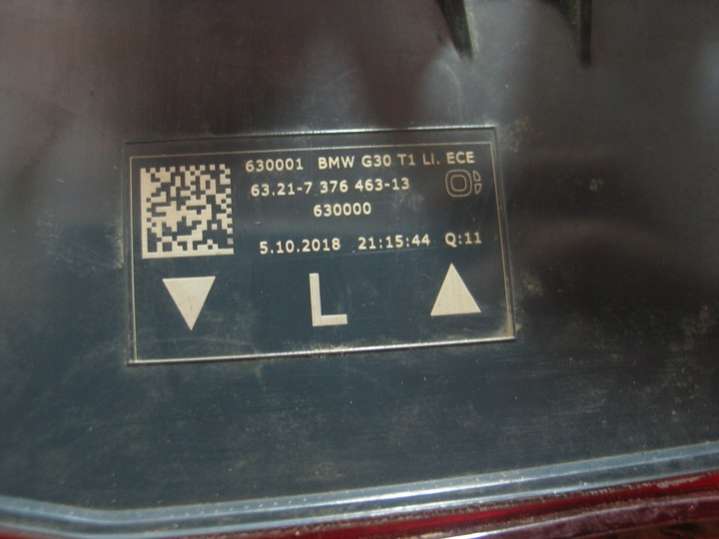 630001 BMW G30 T1 LI. ECE
63.21-7 376 463-13
630000
5.10.2018 21:15:44 Q:11
L